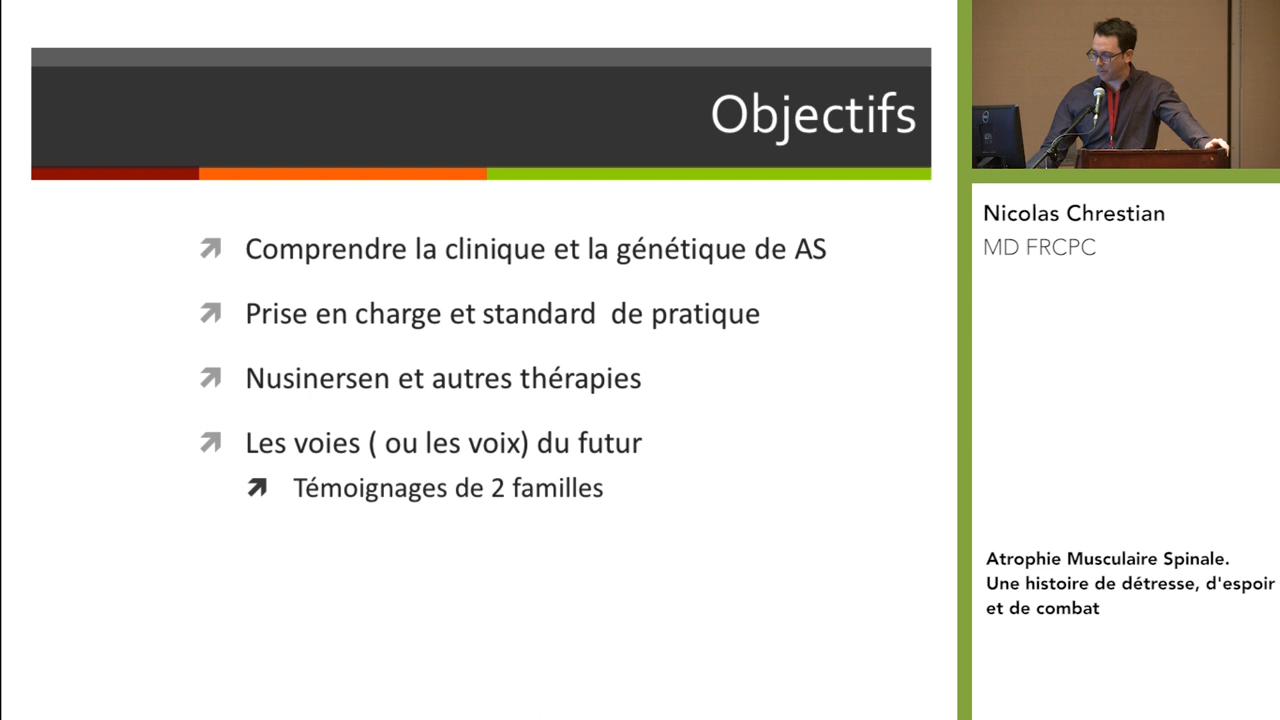 Objectifs
Comprendre la clinique et la génétique de AS
Prise en charge et standard de pratique
Nusinersen et autres thérapies
Les voies ( ou les voix) du futur
Témoignages de 2 familles
Nicolas Chrestian
MD FRCPC
Atrophie Musculaire Spinale.
Une histoire de détresse, d'espoir
et de combat